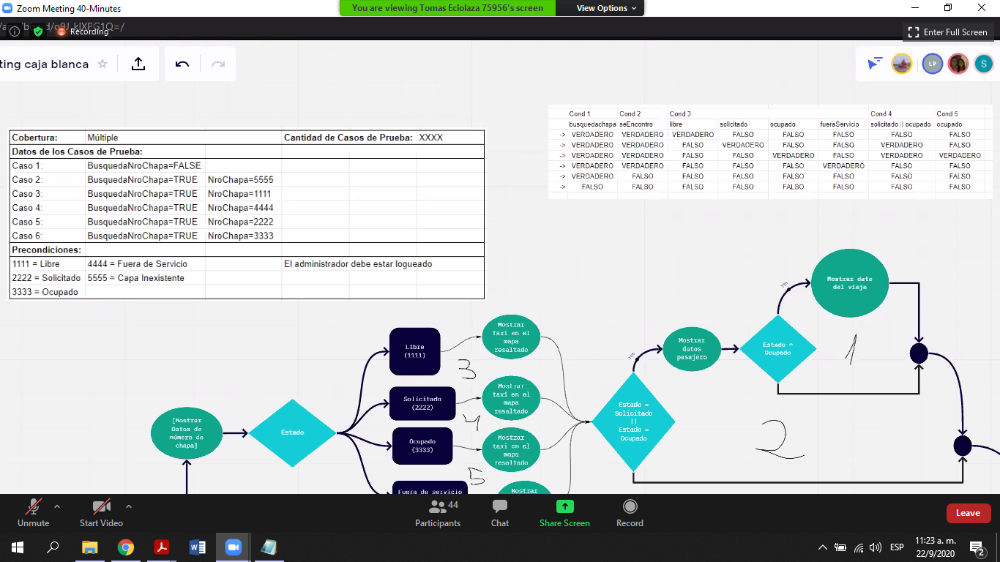 Zoom Meeting 40-Minutes
You are viewing Tomas Eciolaza 75956's screen
View Options
Recording
Enter Full Screen
ting caja blanca
LP
S
Cobertura: Múltiple Cantidad de Casos de Prueba: XXXX
Datos de los Casos de Prueba:
Caso 1: BusquedaNroChapa=FALSE
Caso 2: BusquedaNroChapa=TRUE NroChapa=5555
Caso 3: BusquedaNroChapa=TRUE NroChapa=1111
Caso 4: BusquedaNroChapa=TRUE NroChapa=4444
Caso 5: BusquedaNroChapa=TRUE NroChapa=2222
Caso 6: BusquedaNroChapa=TRUE NroChapa=3333
Precondiciones:
1111 = Libre 4444 = Fuera de Servicio El administrador debe estar logueado
2222 = Solicitado 5555 = Capa Inexistente
3333 = Ocupado
Cond 1 Cond 2 Cond 3 Cond 4 Cond 5
busquedachapa seEncontro libre solicitado ocupado fueraServicio solicitado || ocupado ocupado
-> VERDADERO VERDADERO VERDADERO FALSO FALSO FALSO FALSO FALSO
-> VERDADERO VERDADERO FALSO VERDADERO FALSO FALSO VERDADERO FALSO
-> VERDADERO VERDADERO FALSO FALSO VERDADERO FALSO VERDADERO VERDADERO
-> VERDADERO VERDADERO FALSO FALSO FALSO VERDADERO FALSO FALSO
-> VERDADERO FALSO FALSO FALSO FALSO FALSO FALSO FALSO
-> FALSO FALSO FALSO FALSO FALSO FALSO FALSO FALSO
[Mostrar
Datos de
número de
chapa]
Estado
Libre
(1111)
3
Solicitado
(2222)
4
Ocupado
(3333)
5
Fuera de servicio
Mostrar
taxi en el
mapa
resaltado
Mostrar
taxi en el
mapa
resaltado
Mostrar
taxi en el
mapa
resaltado
Mostrar
Estado =
Solicitado
||
Estado =
Ocupado
Yes
Mostrar
datos
pasajero
Estado =
Ocupado
Yes
Mostrar dato
del viaje
1
2
Unmute
Start Video
44
Participants
Chat
Share Screen
Record
Leave
ESP
11:23 a. m.
22/9/2020
2